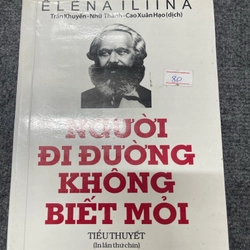 ELENA ILIINA
Trần Khuyến - Như Thành - Cao Xuân Hạo (dịch)
80
NGƯỜI
ĐI ĐƯỜNG
KHÔNG
BIẾT MỎI
TIỂU THUYẾT
(In lần thứ chín)